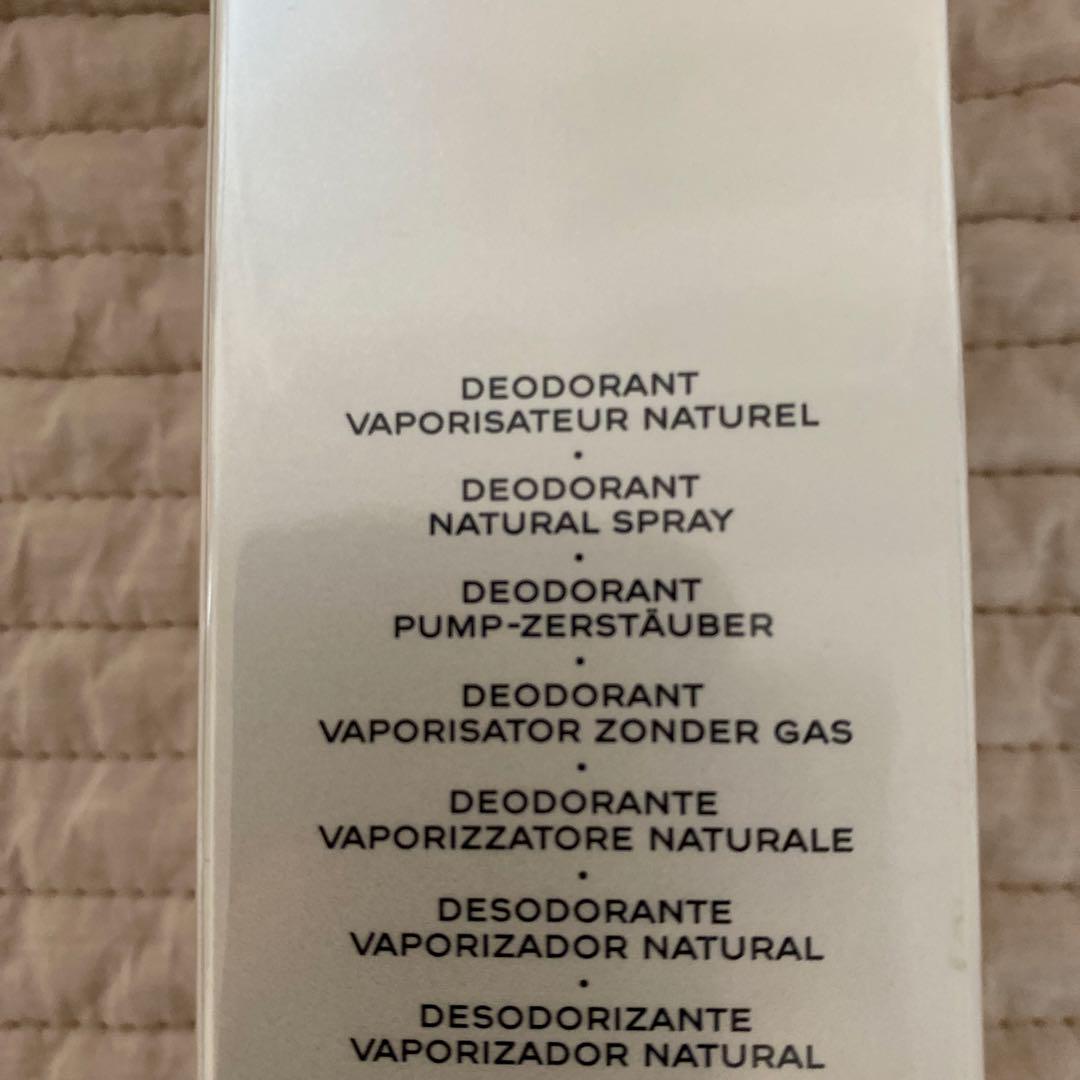 DEODORANT
VAPORISATEUR NATUREL
•
DEODORANT
NATURAL SPRAY
•
DEODORANT
PUMP-ZERSTÄUBER
•
DEODORANT
VAPORISATOR ZONDER GAS
•
DEODORANTE
VAPORIZZATORE NATURALE
•
DESODORANTE
VAPORIZADOR NATURAL
•
DESODORIZANTE
VAPORIZADOR NATURAL